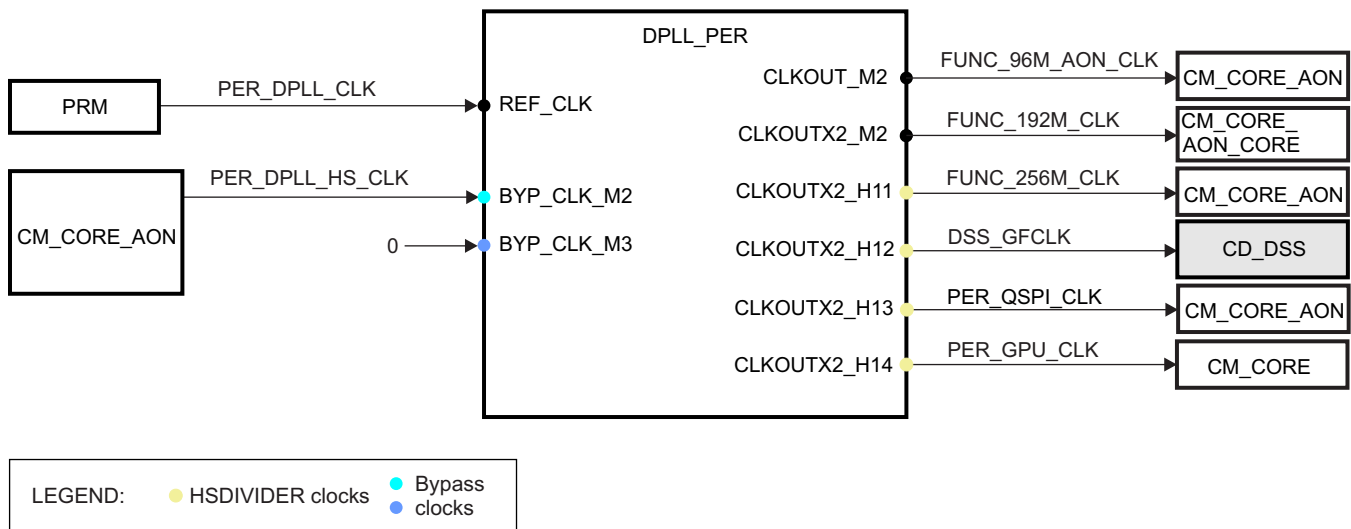 DPLL_PER
PRM
PER_DPLL_CLK
REF_CLK
CM_CORE_AON
PER_DPLL_HS_CLK
BYP_CLK_M2
0
BYP_CLK_M3
CLKOUT_M2
FUNC_96M_AON_CLK
CM_CORE_AON
CLKOUTX2_M2
FUNC_192M_CLK
CM_CORE_
AON_CORE
CLKOUTX2_H11
FUNC_256M_CLK
CM_CORE_AON
CLKOUTX2_H12
DSS_GFCLK
CD_DSS
CLKOUTX2_H13
PER_QSPI_CLK
CM_CORE_AON
CLKOUTX2_H14
PER_GPU_CLK
CM_CORE
LEGEND:
HSDIVIDER clocks
Bypass
clocks